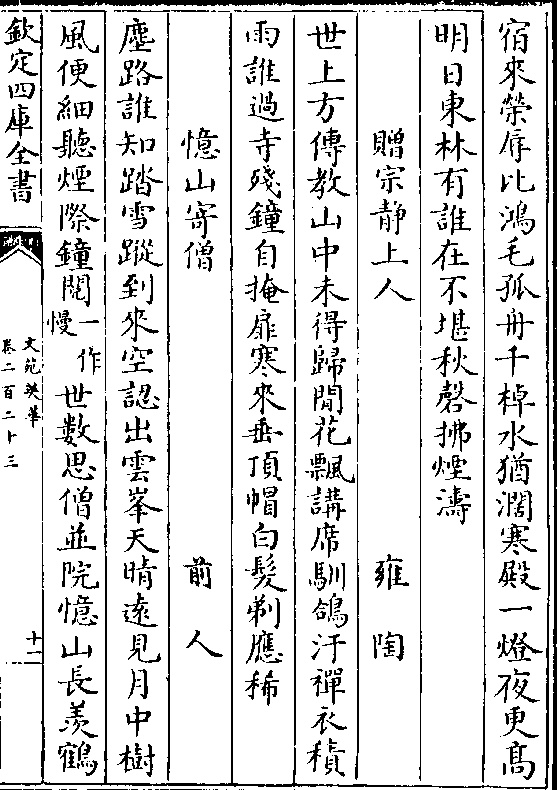 宿來榮辱比鴻毛孤舟千棹水猶濶寒殿一燈夜更髙
明日東林有誰在不堪秋磬拂煙濤
贈宗静上人 雍陶
世上方傳教山中未得歸閒花飄講席馴鴿汙禪衣積
雨誰過寺殘鐘自掩扉寒來垂頂帽白髪剃應稀
憶山寄僧 前人
塵路誰知踏雪蹤到來空認出雲峯天晴遠見月中樹
風便細聽煙際鐘閱一作慢世數思僧並院憶山長羨鶴
欽定四庫全書
文苑英華
卷二百二十三
十一